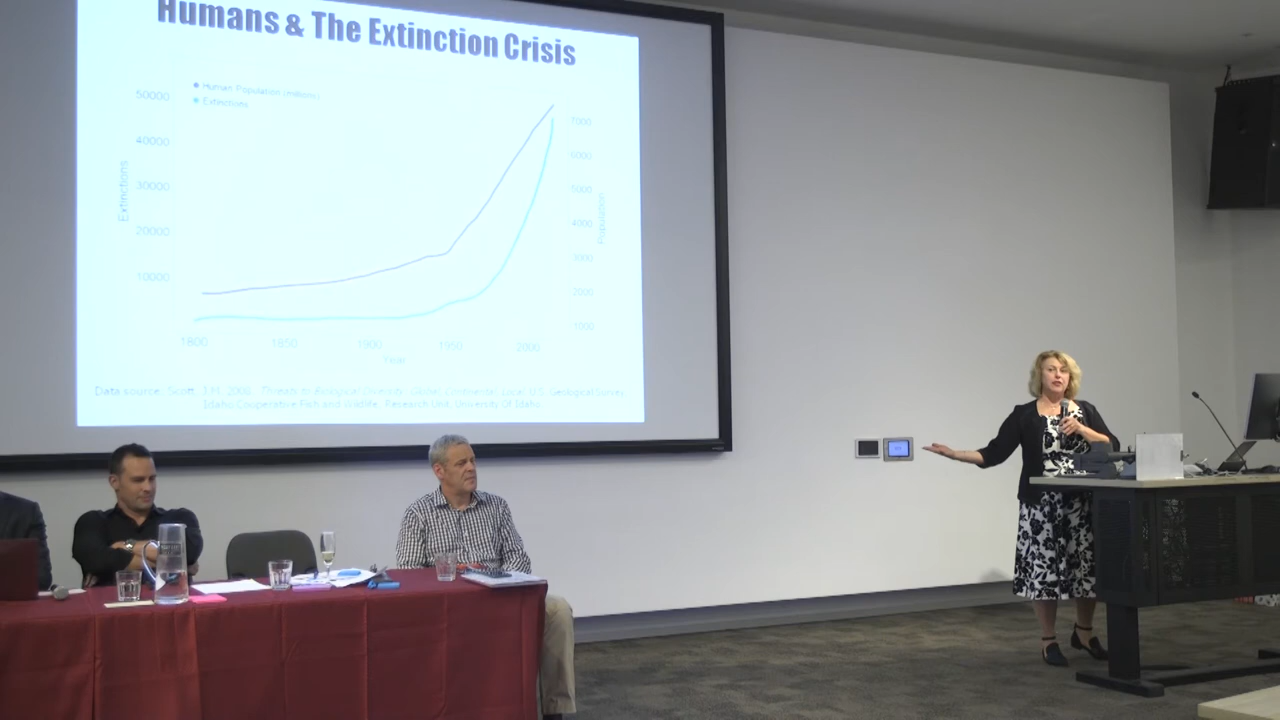 Humans & The Extinction Crisis
Human Population (millions)
Extinctions
50000
40000
30000
20000
10000
Extinctions
7000
6000
5000
4000
3000
2000
1000
Population
1800
1850
1900
1950
2000
Year
Data source: Scott, J.M. 2008. Threats to Biological Diversity: Global, Continental, Local. U.S. Geological Survey,
Idaho Cooperative Fish and Wildlife, Research Unit, University Of Idaho.